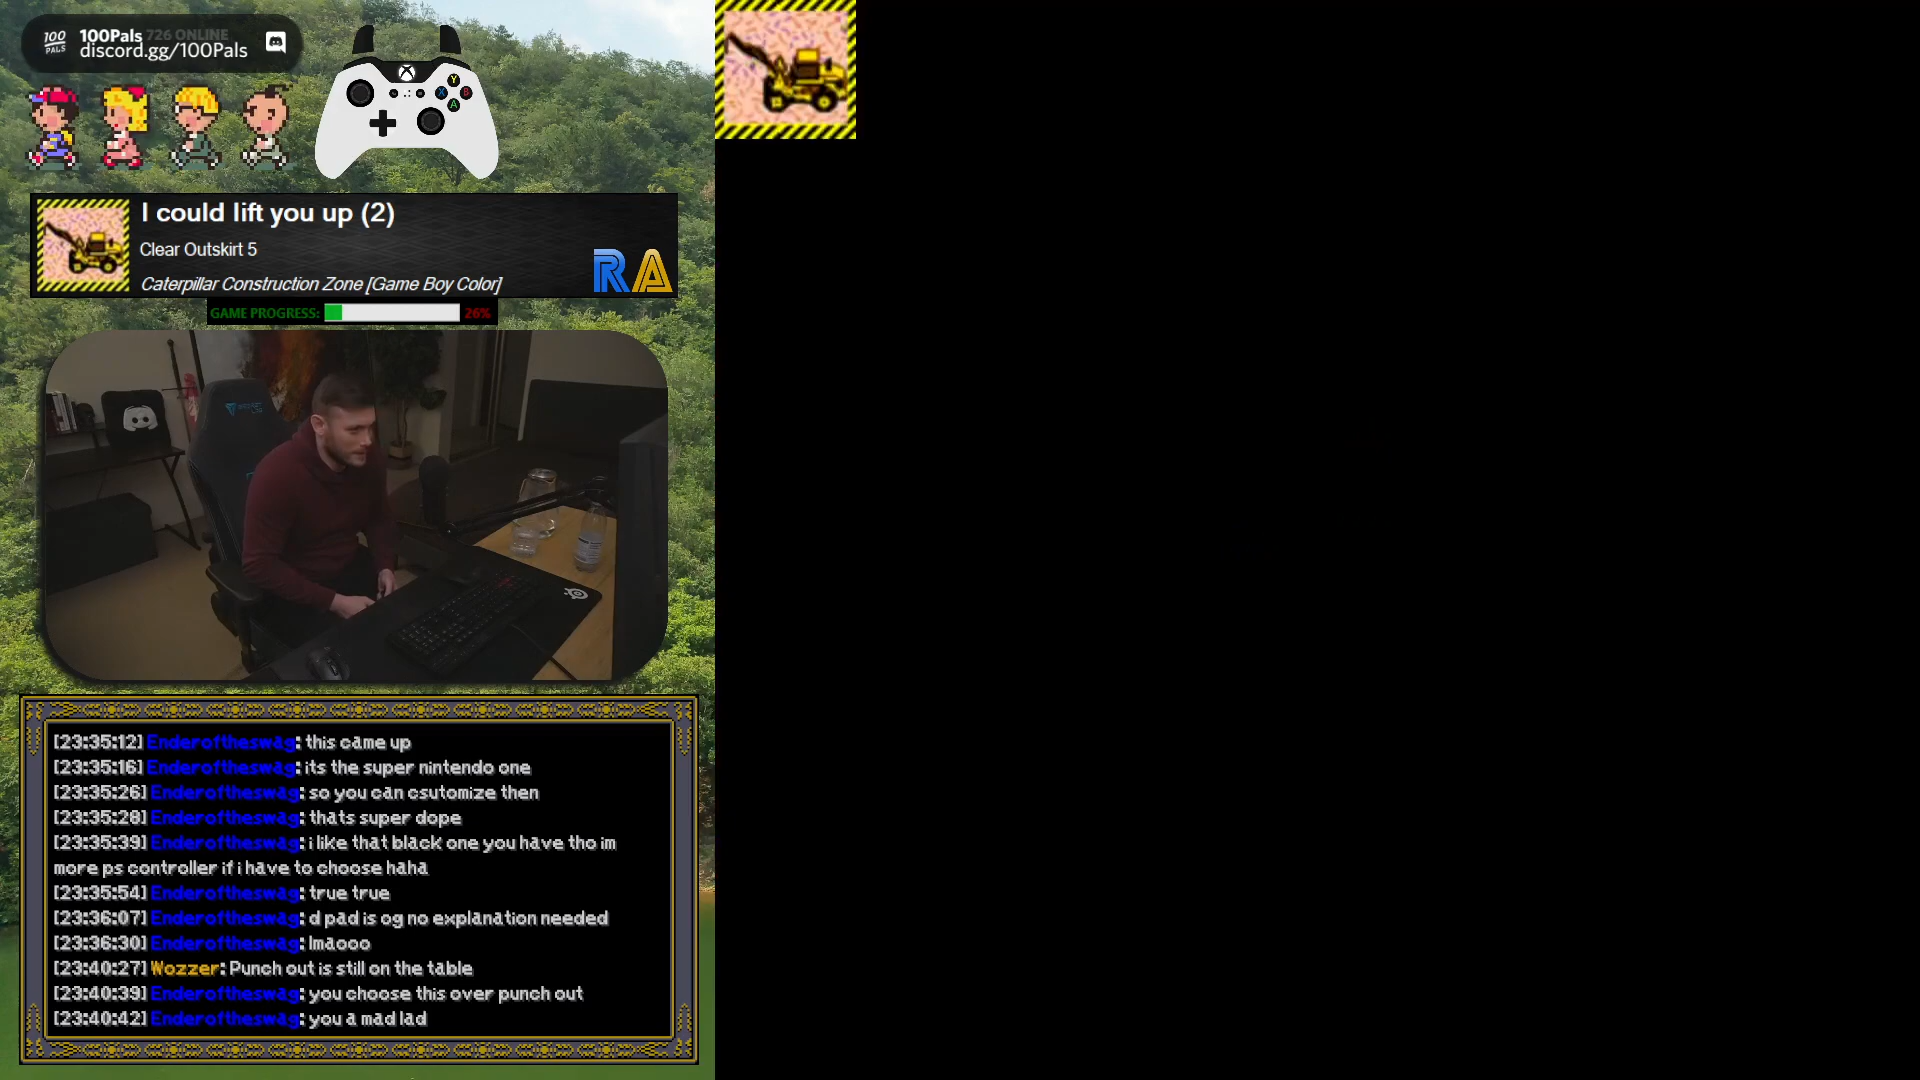 100
PALS
100Pals 726 ONLINE
discord.gg/100Pals
Y
X B
A
I could lift you up (2)
Clear Outskirt 5
Caterpillar Construction Zone [Game Boy Color]
RA
GAME PROGRESS: 26%
[23:35:12] Enderoftheswag: this came up
[23:35:16] Enderoftheswag: its the super nintendo one
[23:35:26] Enderoftheswag: so you can csutomize then
[23:35:28] Enderoftheswag: thats super dope
[23:35:39] Enderoftheswag: i like that black one you have tho im
more ps controller if i have to choose haha
[23:35:54] Enderoftheswag: true true
[23:36:07] Enderoftheswag: d pad is og no explanation needed
[23:36:30] Enderoftheswag: lmaooo
[23:40:27] Wozzer: Punch out is still on the table
[23:40:39] Enderoftheswag: you choose this over punch out
[23:40:42] Enderoftheswag: you a mad lad